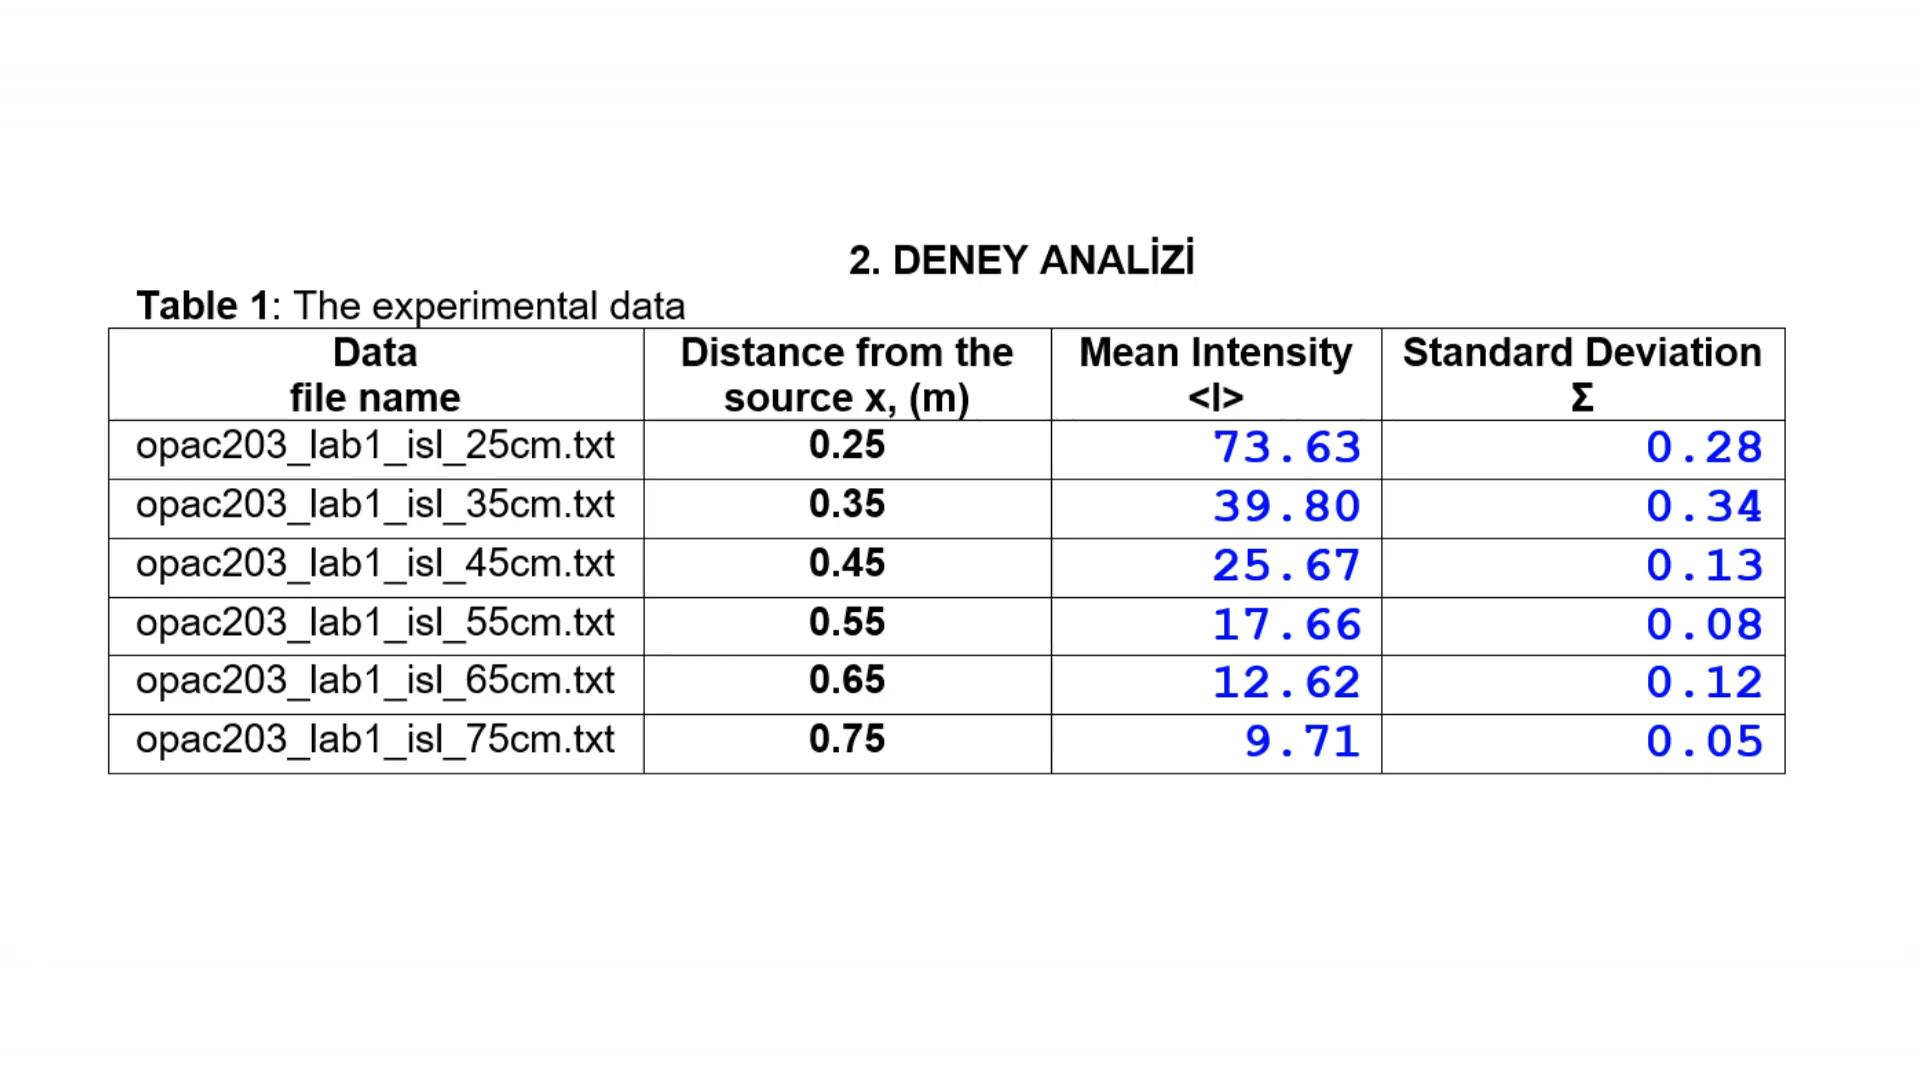 2. DENEY ANALİZİ
Table 1: The experimental data
Data file name Distance from the source x, (m) Mean Intensity <I> Standard Deviation Σ
opac203_lab1_isl_25cm.txt 0.25 73.63 0.28
opac203_lab1_isl_35cm.txt 0.35 39.80 0.34
opac203_lab1_isl_45cm.txt 0.45 25.67 0.13
opac203_lab1_isl_55cm.txt 0.55 17.66 0.08
opac203_lab1_isl_65cm.txt 0.65 12.62 0.12
opac203_lab1_isl_75cm.txt 0.75 9.71 0.05